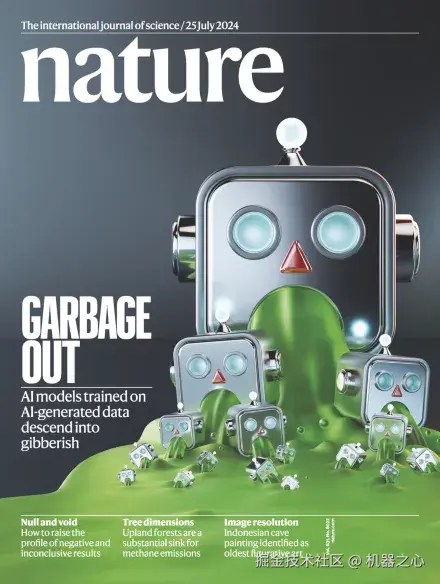 The international journal of science / 25 July 2024
nature
GARBAGE
OUT
AI models trained on
AI-generated data
descend into
gibberish
Null and void
How to raise the
profile of negative and
inconclusive results
Tree dimensions
Upland forests are a
substantial sink for
methane emissions
Image resolution
Indonesian cave
painting identified as
oldest figurative art
掘金技术社区 @ 机器之心